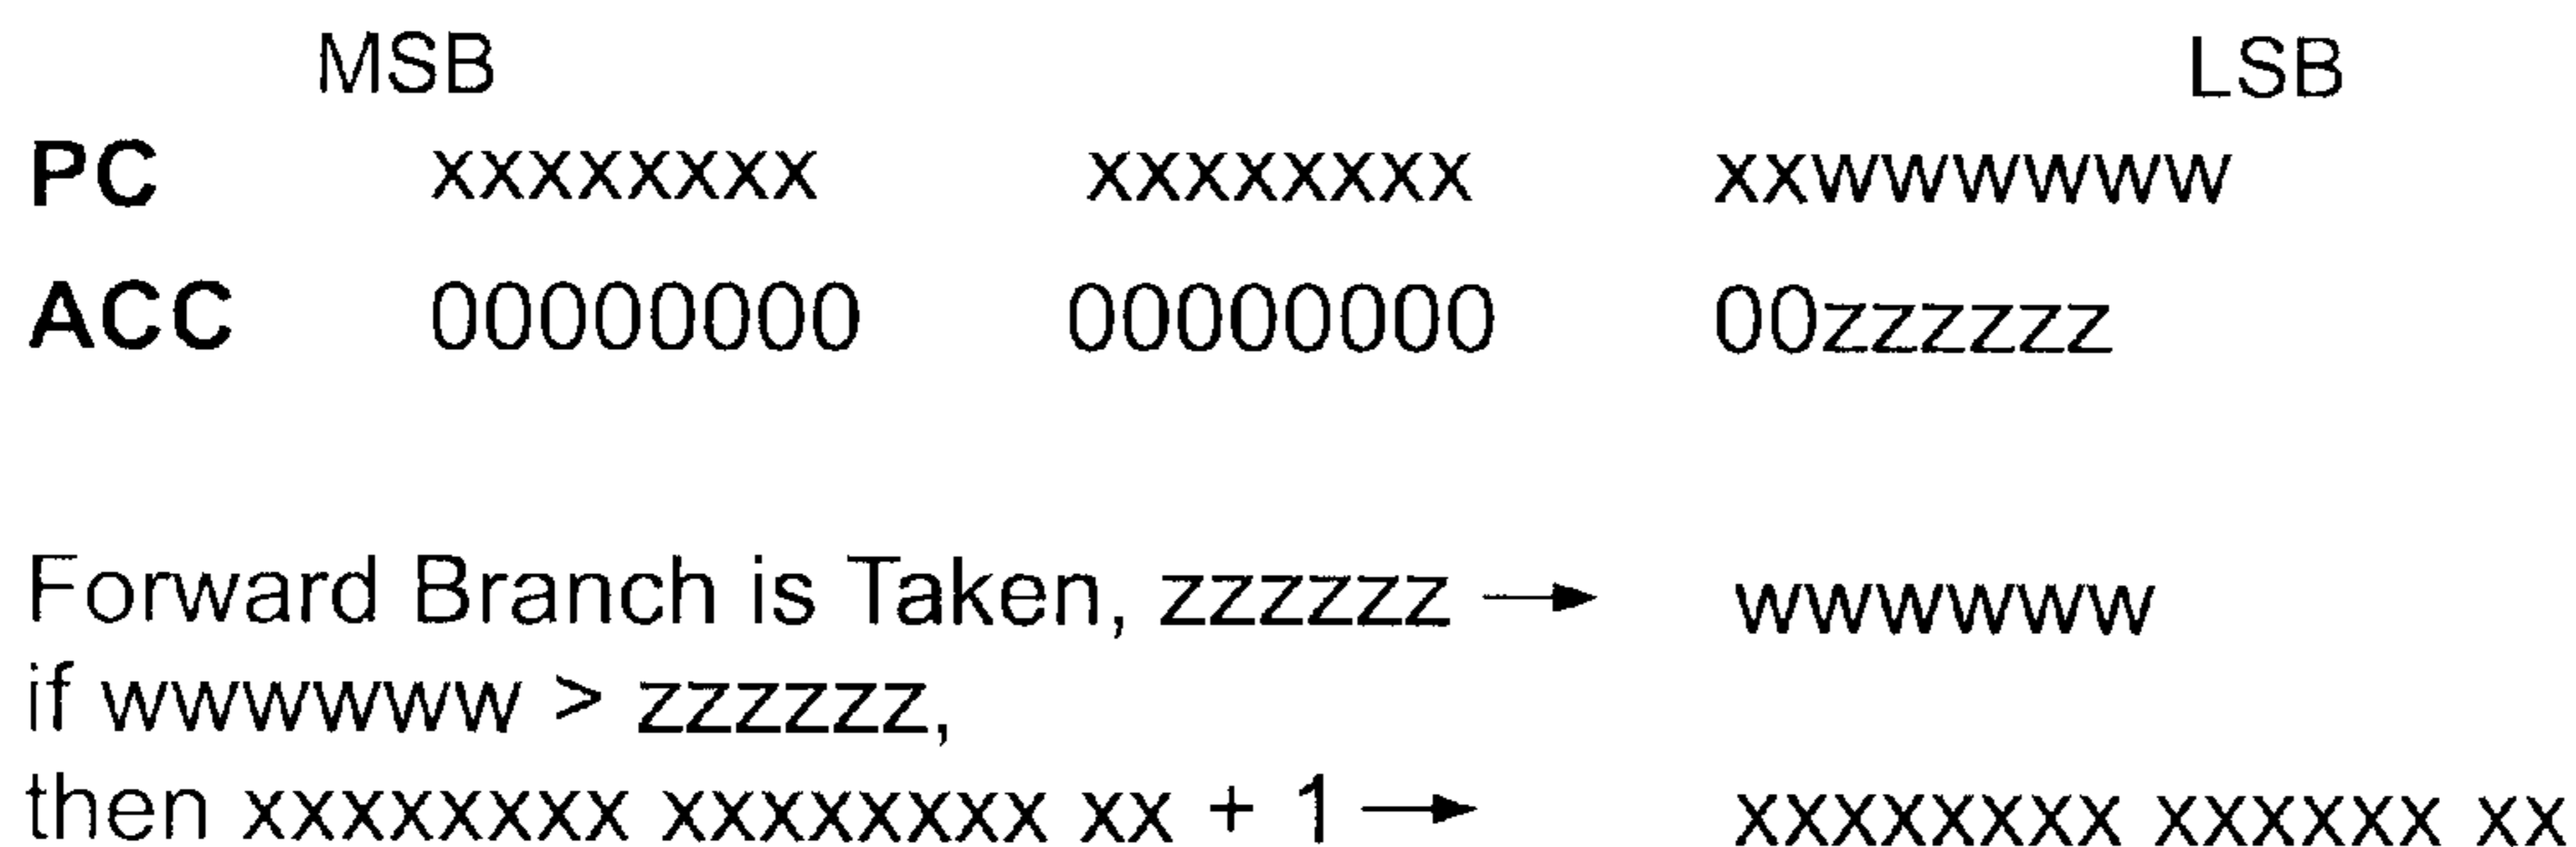 MSB LSB
PC xxxxxxxx xxxxxxxx xxwwwwww
ACC 00000000 00000000 00zzzzzz
Forward Branch is Taken, zzzzzz → wwwwww
if wwwwww > zzzzzz,
then xxxxxxxx xxxxxxxx xx + 1 → xxxxxxxx xxxxxx xx